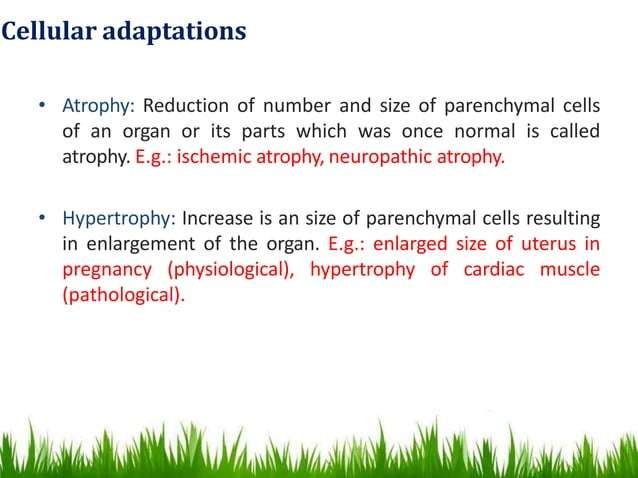 Cellular adaptations
• Atrophy: Reduction of number and size of parenchymal cells
of an organ or its parts which was once normal is called
atrophy. E.g.: ischemic atrophy, neuropathic atrophy.
• Hypertrophy: Increase is an size of parenchymal cells resulting
in enlargement of the organ. E.g.: enlarged size of uterus in
pregnancy (physiological), hypertrophy of cardiac muscle
(pathological).